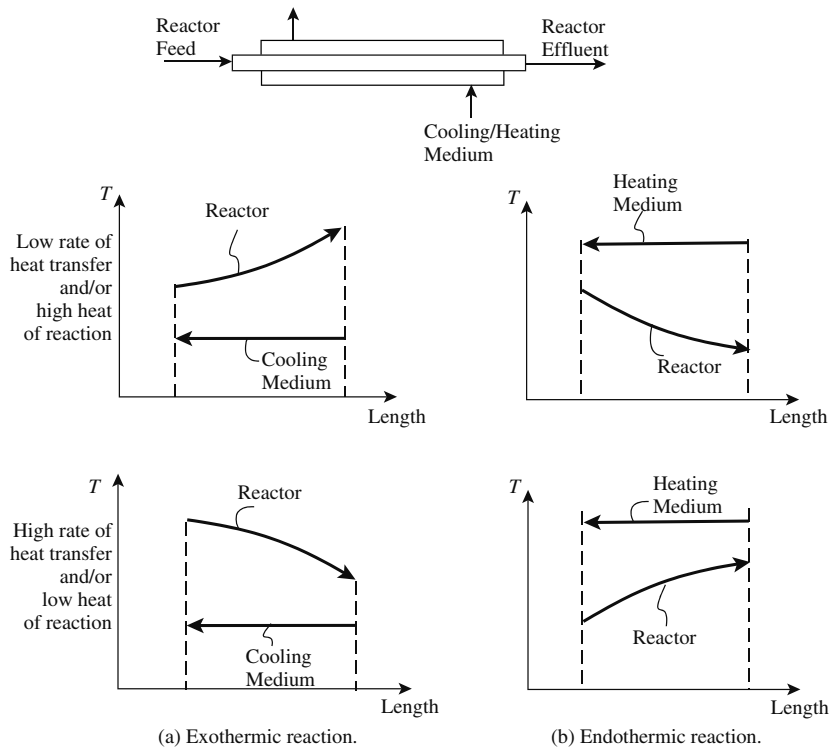 Reactor
Feed
Reactor
Effluent
Cooling/Heating
Medium
T
Low rate of
heat transfer
and/or
high heat
of reaction
Reactor
Cooling
Medium
Length
T
Heating
Medium
Reactor
Length
T
High rate of
heat transfer
and/or
low heat
of reaction
Reactor
Cooling
Medium
Length
T
Heating
Medium
Reactor
Length
(a) Exothermic reaction.
(b) Endothermic reaction.